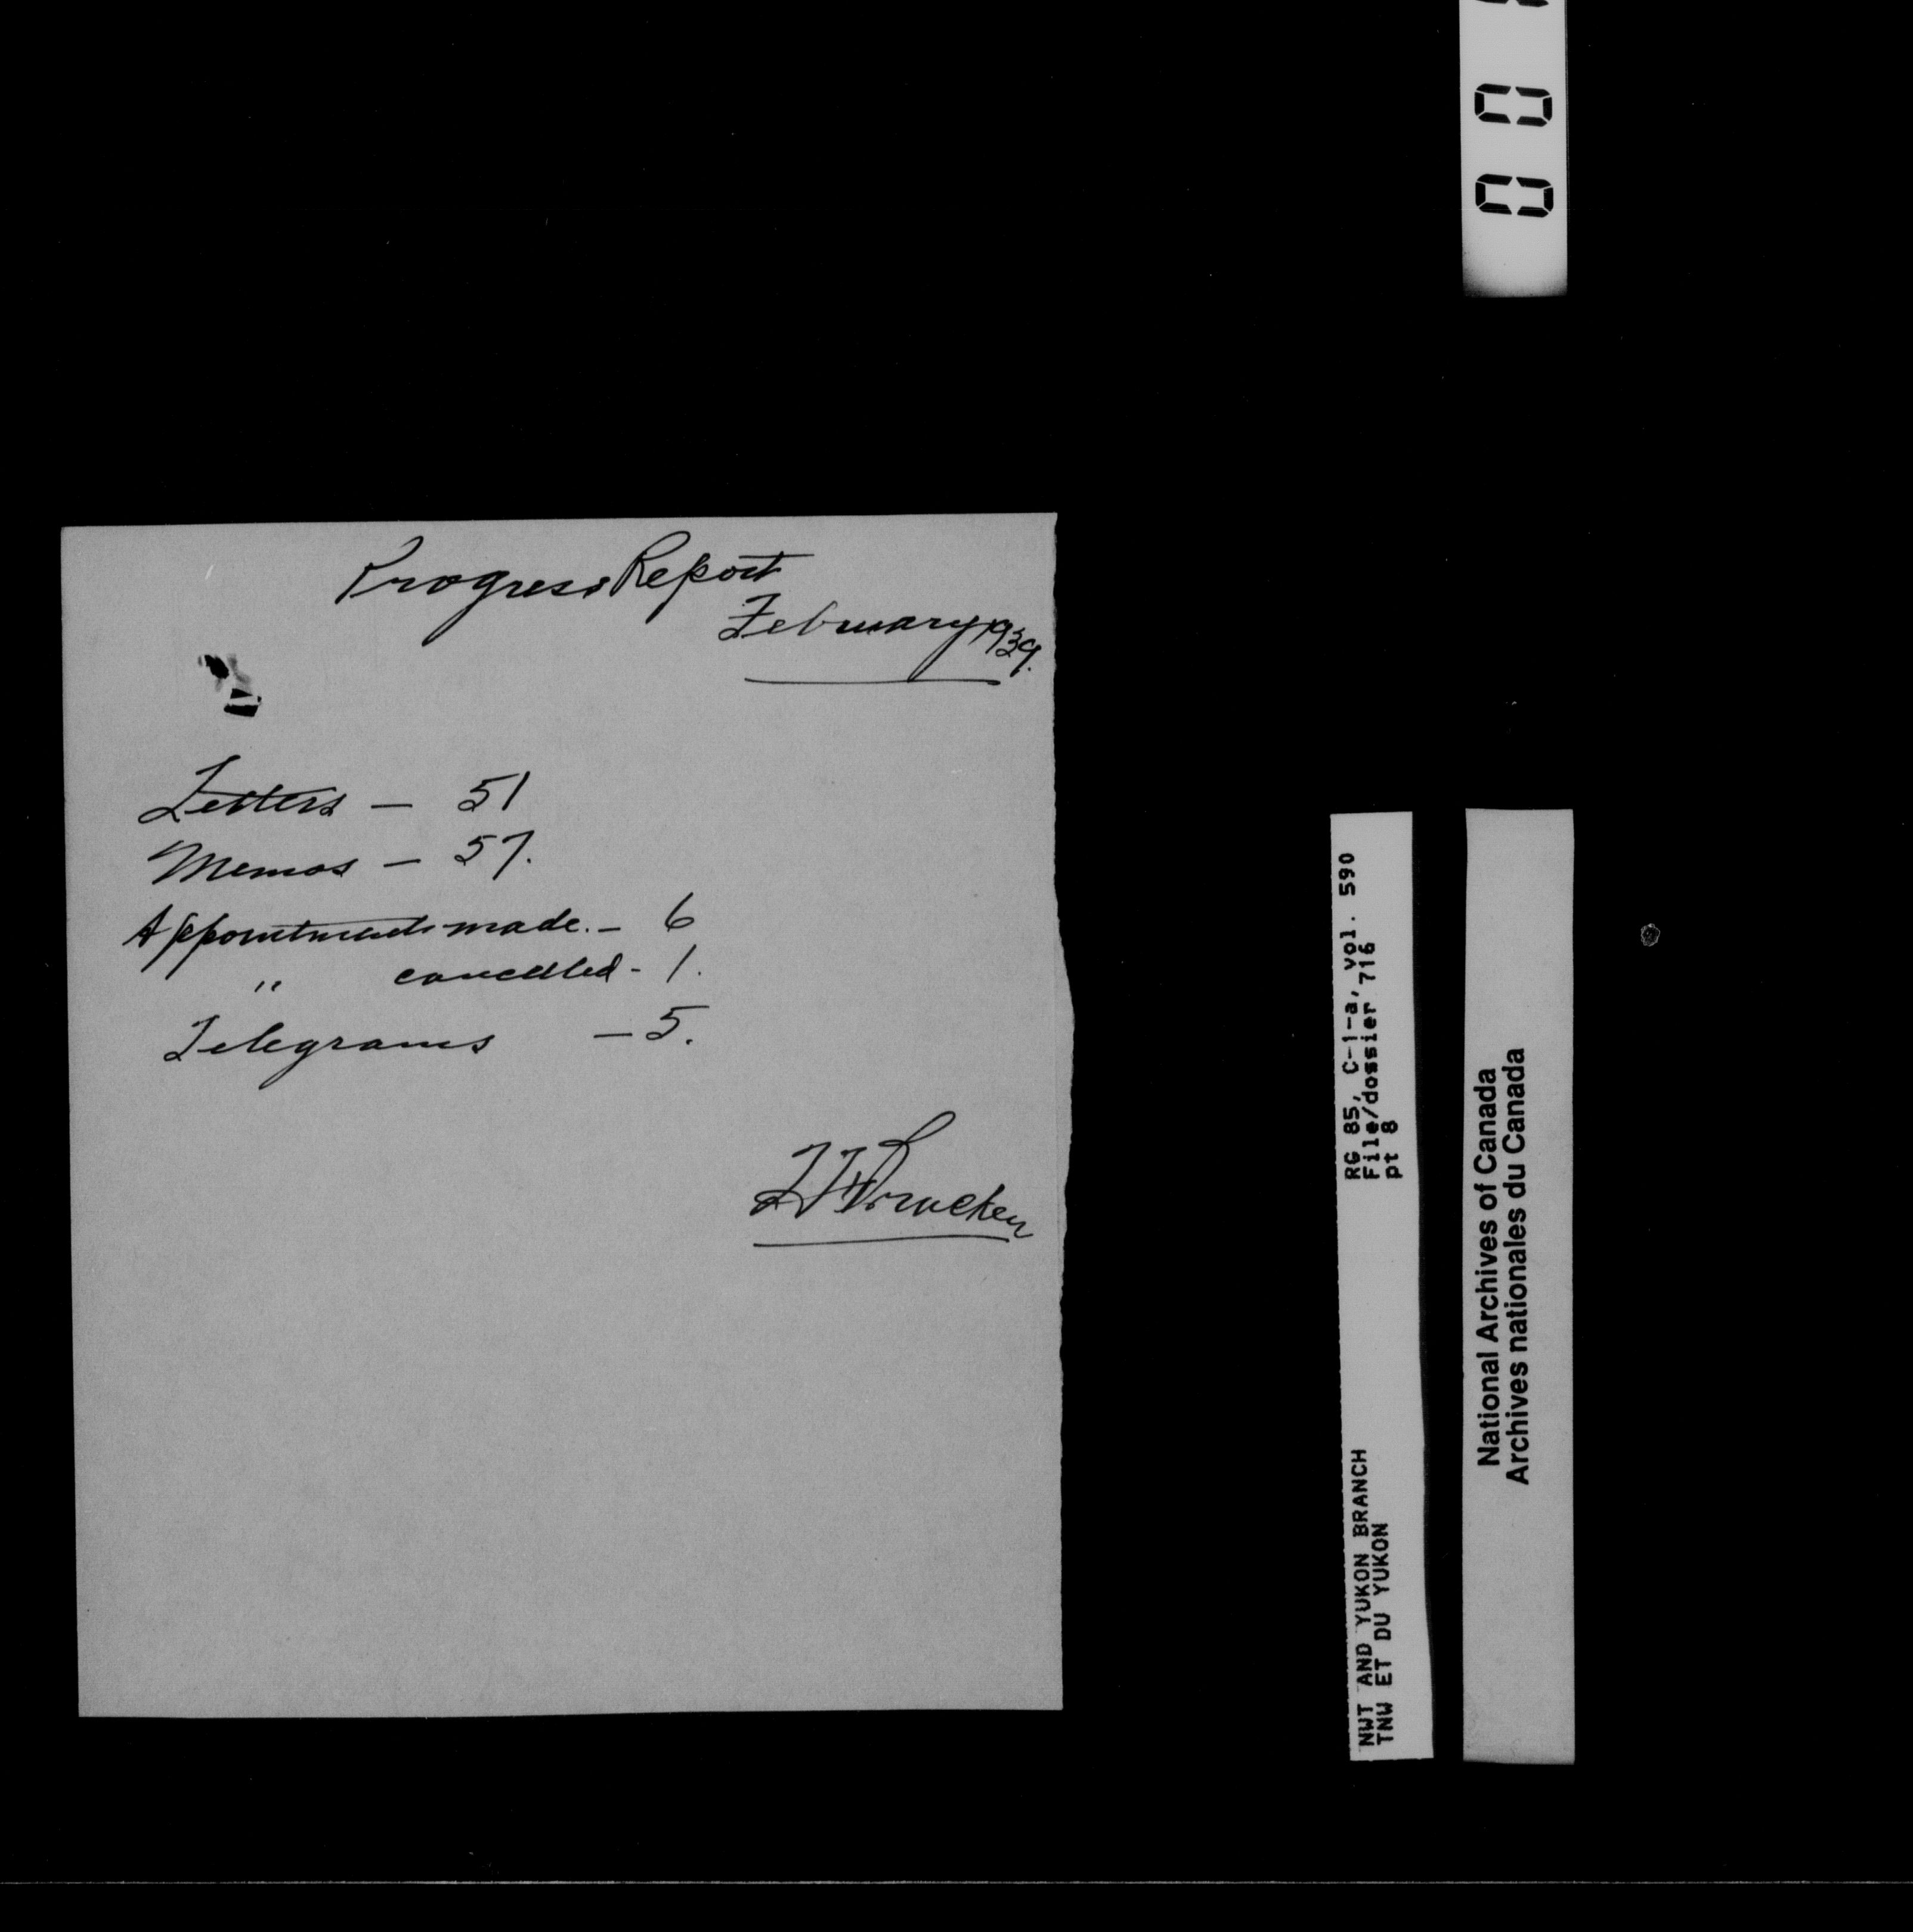 Progress Report
February 1939.
Letters — 51
Memos — 57.
Appointments made. — 6
" cancelled - 1.
Telegrams — 5.
RG 85, C-1-a, vol. 590
File/dossier 716
pt 8
NWT AND YUKON BRANCH
TNW ET DU YUKON
National Archives of Canada
Archives nationales du Canada